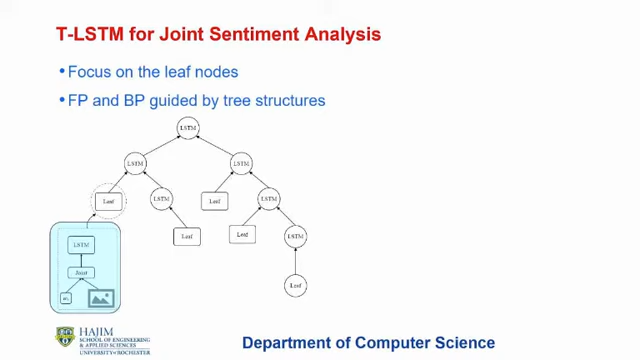 T-LSTM for Joint Sentiment Analysis
•Focus on the leaf nodes
•FP and BP guided by tree structures
LSTM
LSTM
LSTM
Leaf
LSTM
Leaf
LSTM
Leaf
Leaf
LSTM
LSTM
Joint
Leaf
HAJIM
SCHOOL OF ENGINEERING
& APPLIED SCIENCES
UNIVERSITY of ROCHESTER
Department of Computer Science